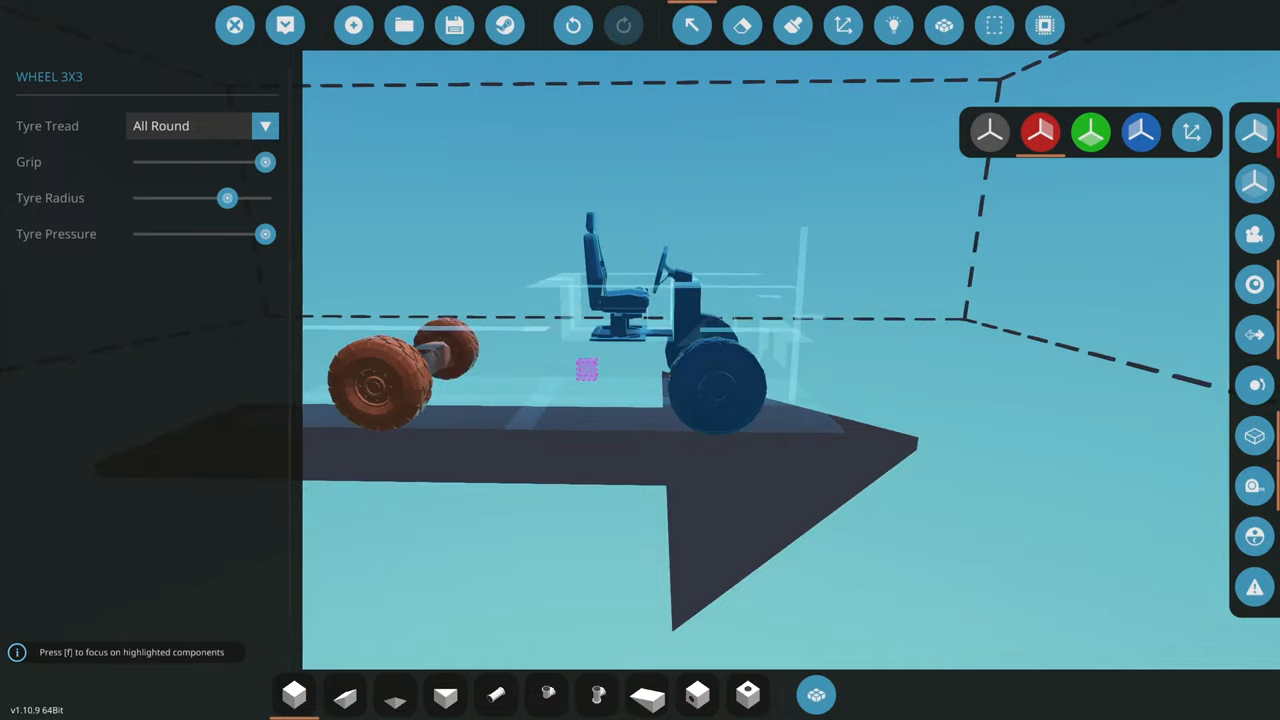 WHEEL 3X3
Tyre Tread
All Round
Grip
Tyre Radius
Tyre Pressure
Press [f] to focus on highlighted components
v1.10.9 64Bit